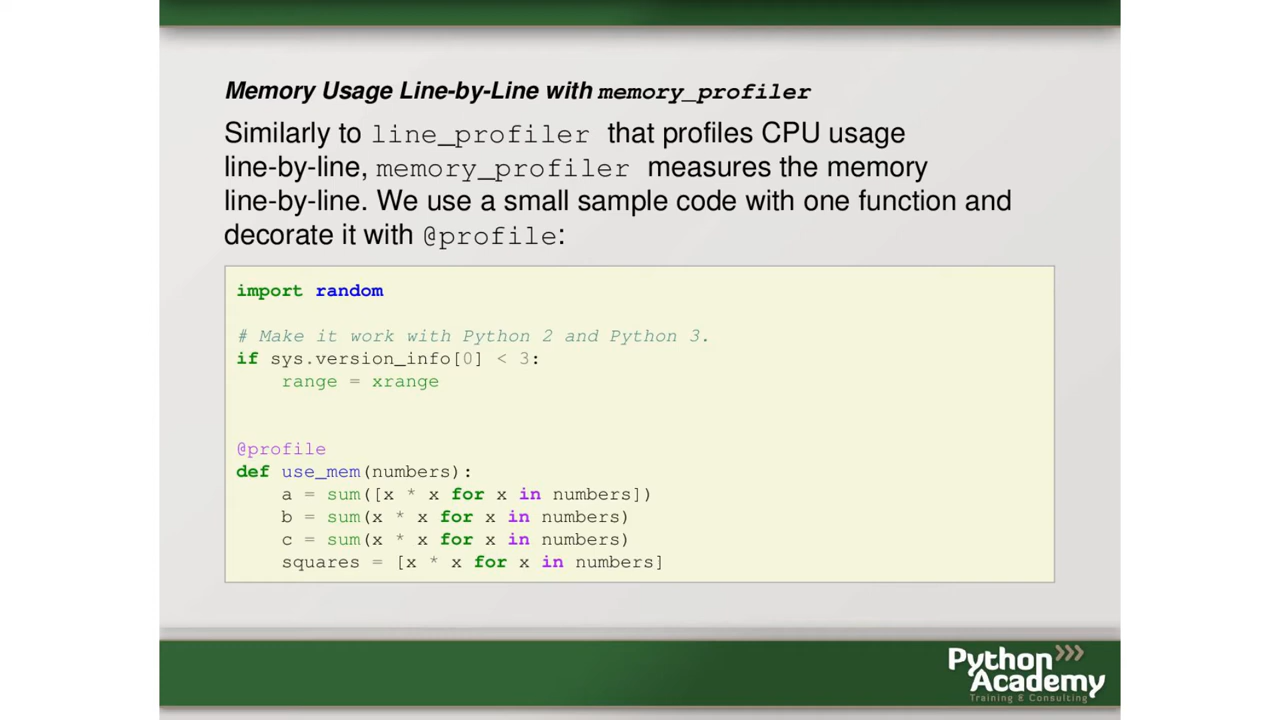 Memory Usage Line-by-Line with memory_profiler
Similarly to line_profiler that profiles CPU usage
line-by-line, memory_profiler measures the memory
line-by-line. We use a small sample code with one function and
decorate it with @profile:
import random
# Make it work with Python 2 and Python 3.
if sys.version_info[0] < 3:
    range = xrange
@profile
def use_mem(numbers):
    a = sum([x * x for x in numbers])
    b = sum(x * x for x in numbers)
    c = sum(x * x for x in numbers)
    squares = [x * x for x in numbers]
Python
Academy
Training & Consulting